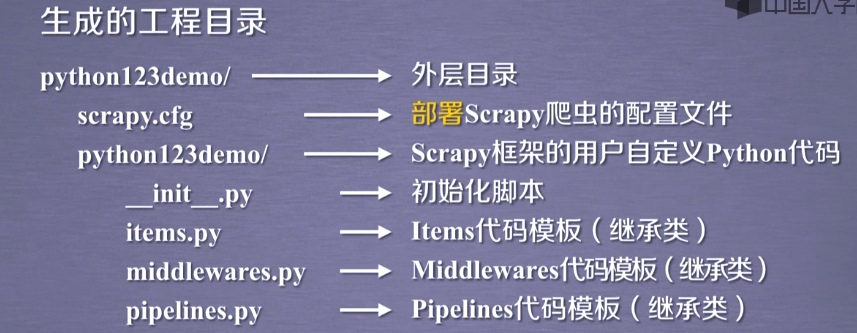 中国大学
生成的工程目录
python123demo/ 外层目录
scrapy.cfg 部署Scrapy爬虫的配置文件
python123demo/ Scrapy框架的用户自定义Python代码
__init__.py 初始化脚本
items.py Items代码模板（继承类）
middlewares.py Middlewares代码模板（继承类）
pipelines.py Pipelines代码模板（继承类）